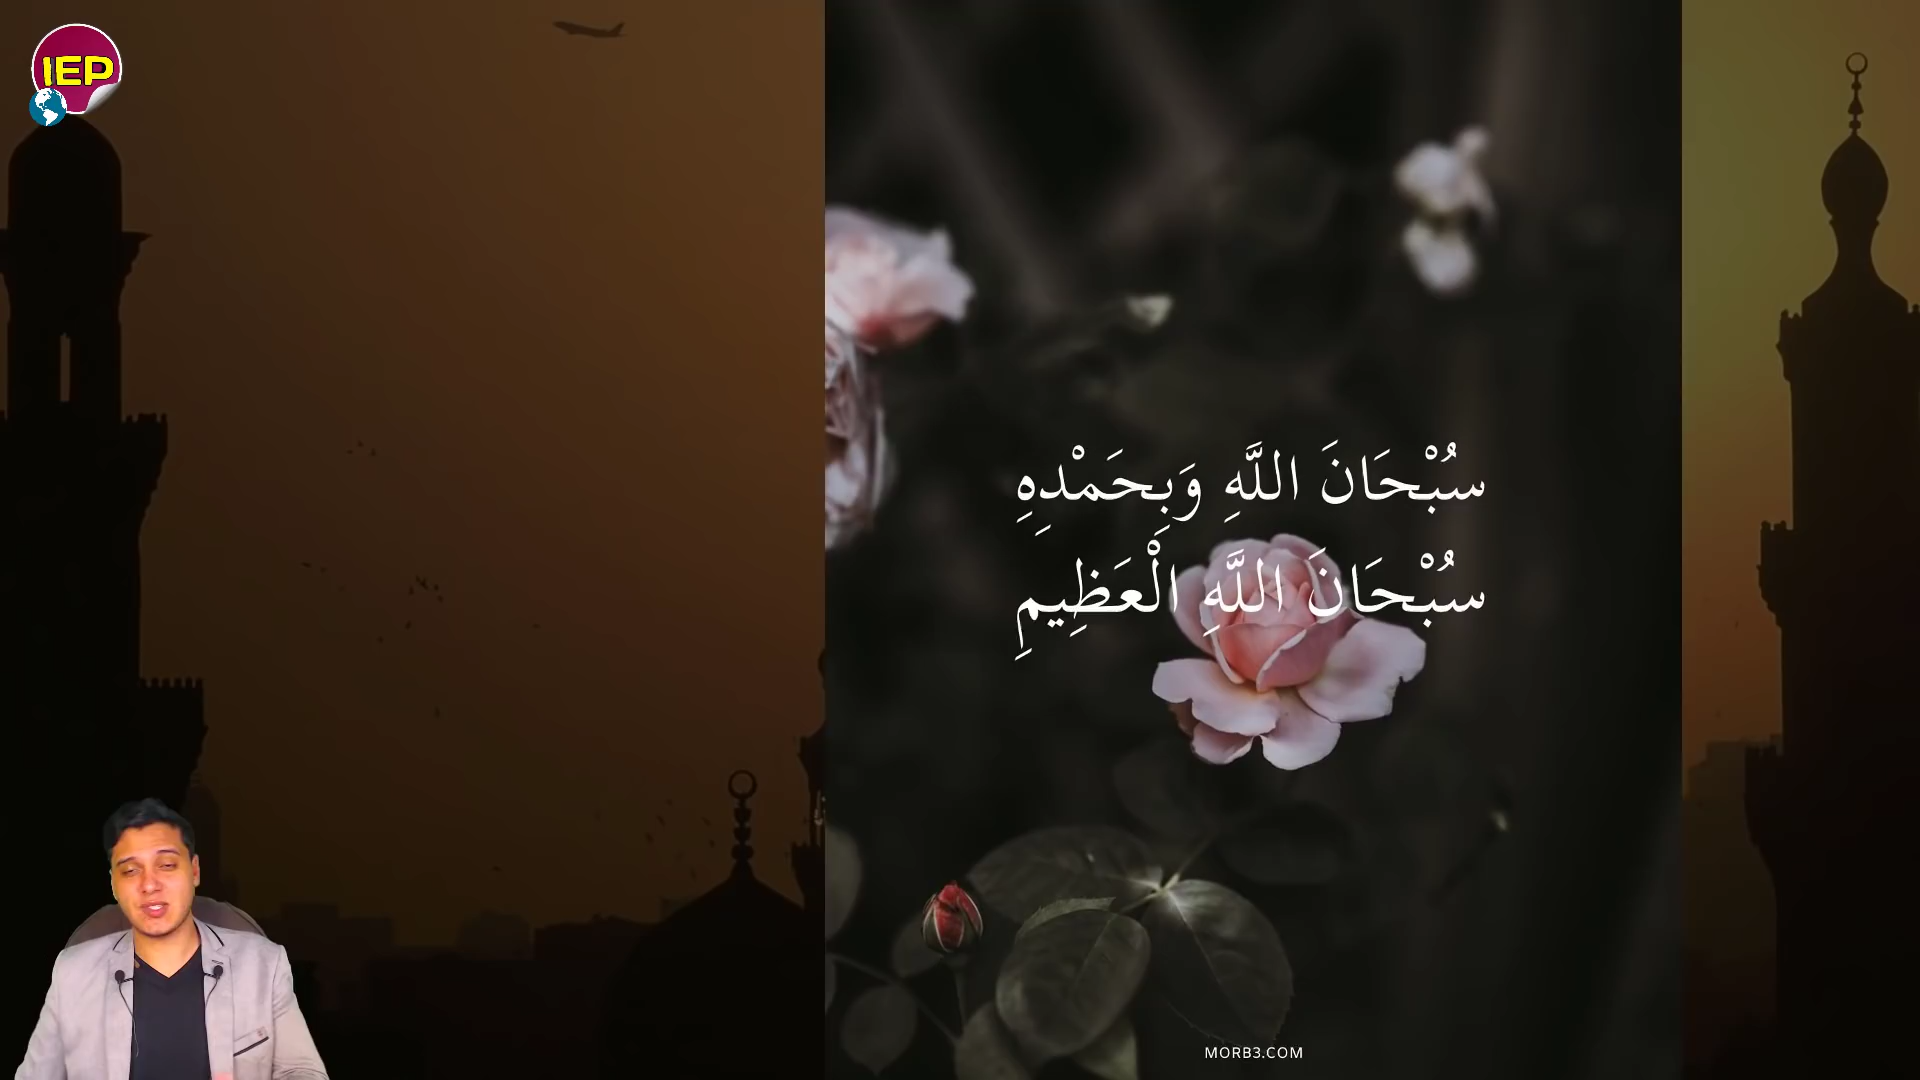 IEP
سُبْحَانَ اللَّهِ وَبِحَمْدِهِ
سُبْحَانَ اللَّهِ الْعَظِيمِ
MORB3.COM